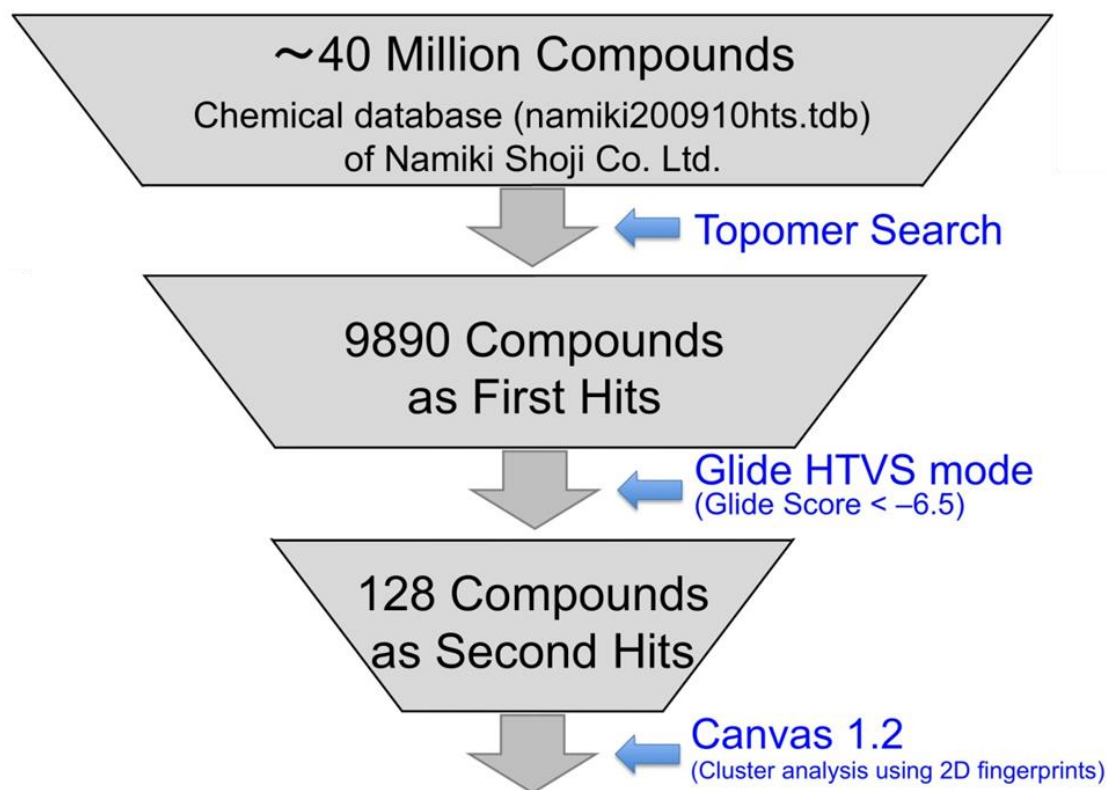 ~40 Million Compounds
Chemical database (namiki200910hts.tdb)
of Namiki Shoji Co. Ltd.
Topomer Search
9890 Compounds
as First Hits
Glide HTVS mode
(Glide Score < –6.5)
128 Compounds
as Second Hits
Canvas 1.2
(Cluster analysis using 2D fingerprints)